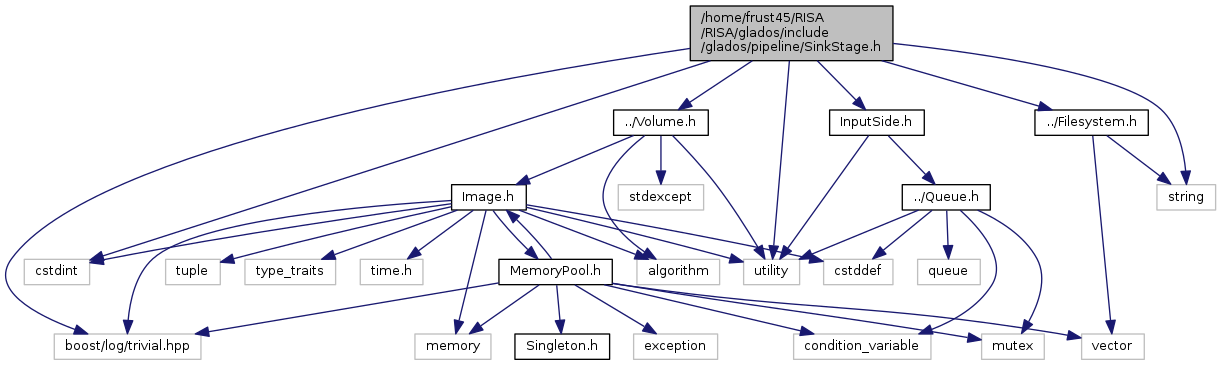 /home/frust45/RISA
/RISA/glados/include
/glados/pipeline/SinkStage.h
../Volume.h
InputSide.h
../Filesystem.h
Image.h
stdexcept
../Queue.h
string
cstdint
tuple
type_traits
time.h
MemoryPool.h
algorithm
utility
cstddef
queue
boost/log/trivial.hpp
memory
Singleton.h
exception
condition_variable
mutex
vector